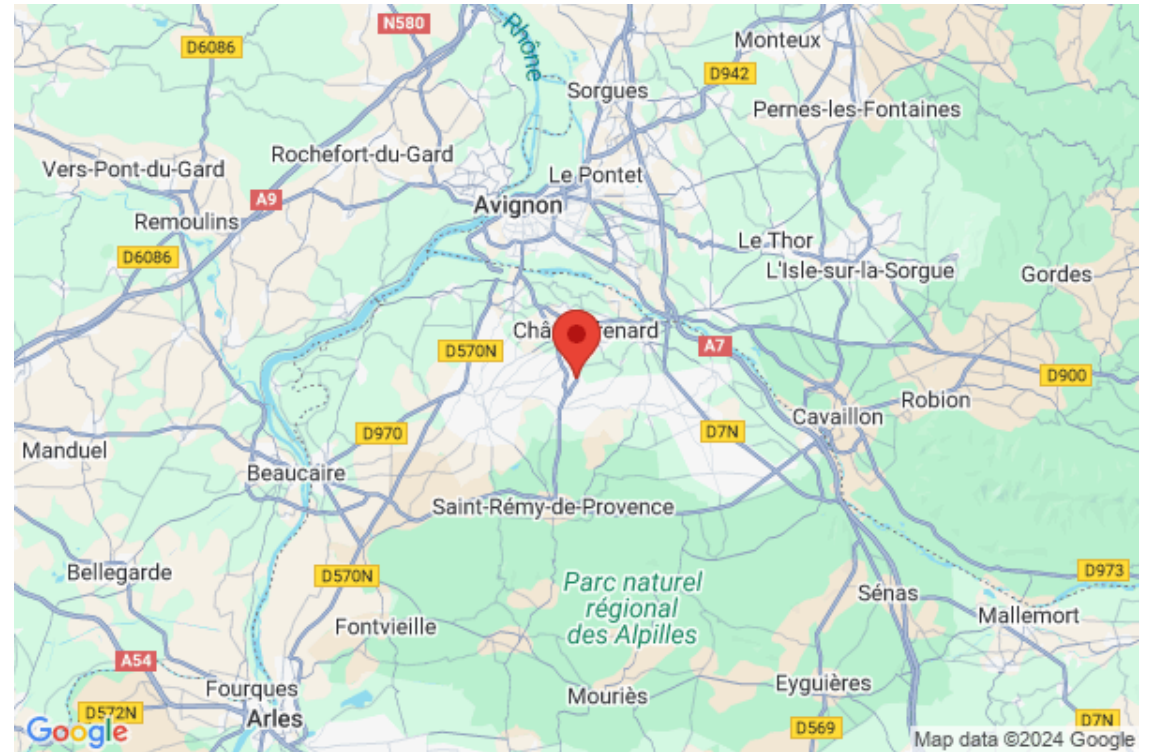 N580
D6086
Rhône
Monteux
D942
Sorgues
Pernes-les-Fontaines
Rochefort-du-Gard
Vers-Pont-du-Gard
Le Pontet
A9
Avignon
Remoulins
Le Thor
D6086
L'Isle-sur-la-Sorgue
Gordes
Châ
enard
D570N
A7
D900
Robion
Cavaillon
D970
D7N
Manduel
Beaucaire
Saint-Rémy-de-Provence
Bellegarde
D570N
Parc naturel
régional
des Alpilles
D973
Sénas
Mallemort
Fontvieille
A54
Fourques
Eyguières
Mouriès
D572N
Arles
D569
D7N
Google
Map data ©2024 Google